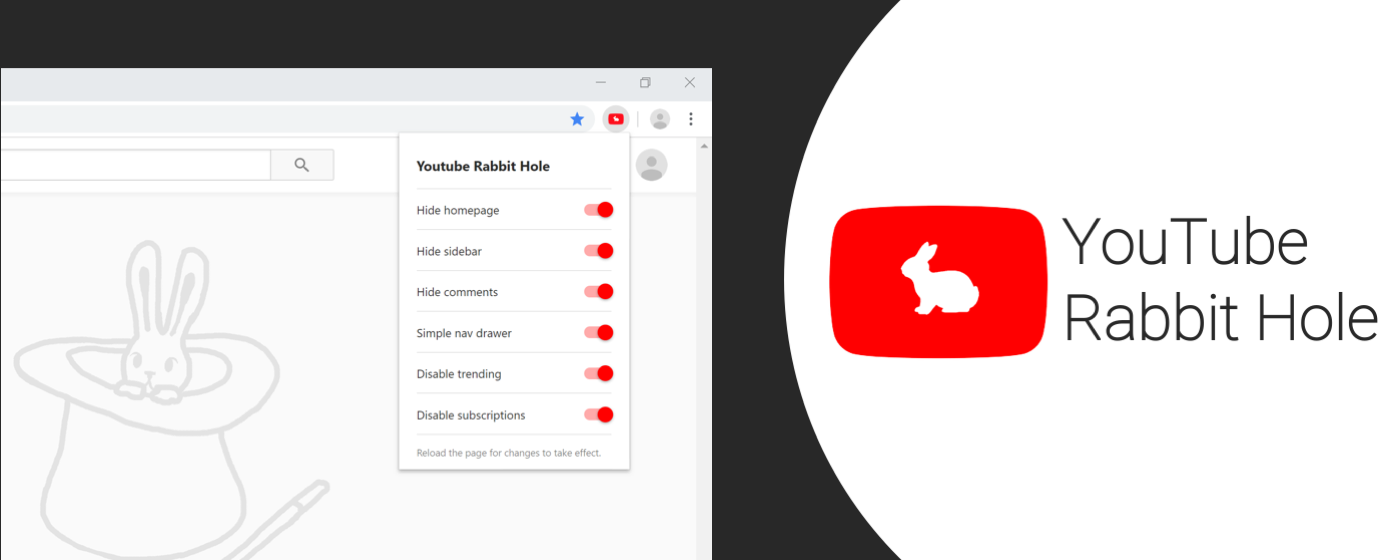 Youtube Rabbit Hole
Hide homepage
Hide sidebar
Hide comments
Simple nav drawer
Disable trending
Disable subscriptions
Reload the page for changes to take effect.
YouTube
Rabbit Hole